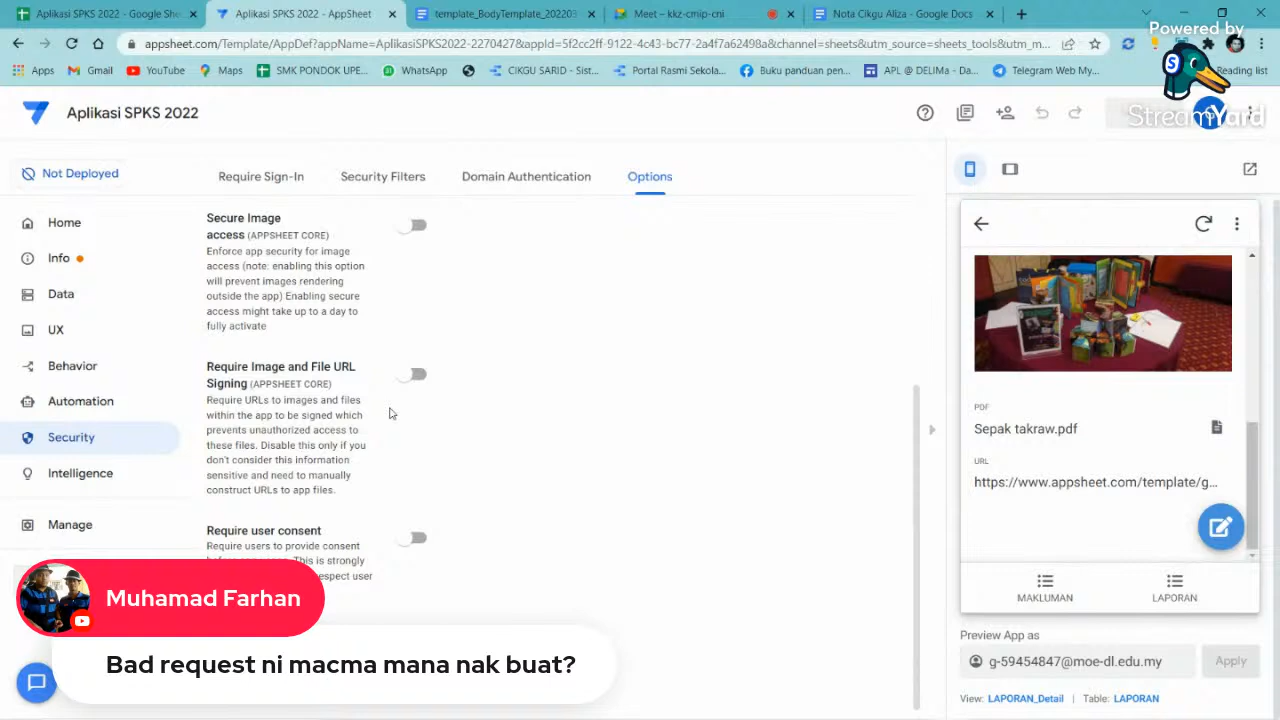 Aplikasi SPKS 2022 - Google She
Aplikasi SPKS 2022 - AppSheet
template_BodyTemplate_202203
Meet – kkz-cmip-cni
Nota Cikgu Aliza - Google Docs
appsheet.com/Template/AppDef?appName=AplikasiSPKS2022-2270427&appId=5f2cc2ff-9122-4c43-bc77-2a4f7a62498a&channel=sheets&utm_source=sheets_tools&utm_m...
Apps
Gmail
YouTube
Maps
SMK PONDOK UPE...
WhatsApp
CIKGU SARID - Sist...
Portal Rasmi Sekola...
Buku panduan pen...
APL @ DELIMa - Da...
Telegram Web My...
Reading list
Powered by
StreamYard
Aplikasi SPKS 2022
Not Deployed
Require Sign-In
Security Filters
Domain Authentication
Options
Home
Info
Data
UX
Behavior
Automation
Security
Intelligence
Manage
Secure Image
access (APPSHEET CORE)
Enforce app security for image
access (note: enabling this option
will prevent images rendering
outside the app) Enabling secure
access might take up to a day to
fully activate
Require Image and File URL
Signing (APPSHEET CORE)
Require URLs to images and files
within the app to be signed which
prevents unauthorized access to
these files. Disable this only if you
don't consider this information
sensitive and need to manually
construct URLs to app files.
Require user consent
Require users to provide consent
This is strongly
espect user
PDF
Sepak takraw.pdf
URL
https://www.appsheet.com/template/g...
MAKLUMAN
LAPORAN
Preview App as
g-59454847@moe-dl.edu.my
Apply
View: LAPORAN_Detail | Table: LAPORAN
Muhamad Farhan
Bad request ni macma mana nak buat?